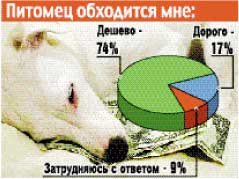 Питомец обходится мне:
Дешево -
74%
Дорого -
17%
Затрудняюсь с ответом - 9%